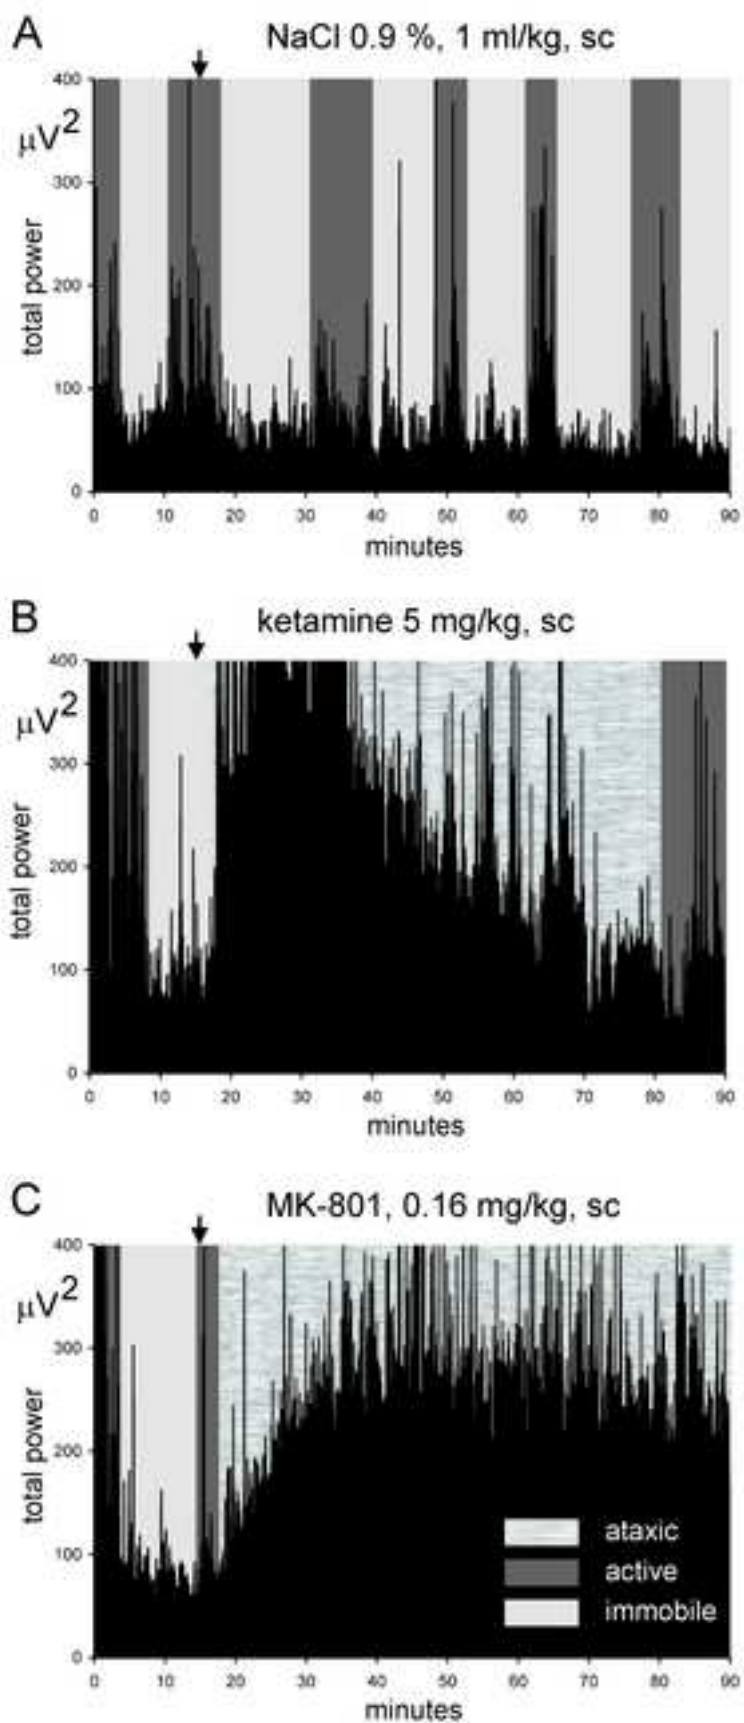 A
NaCl 0.9 %, 1 ml/kg, sc
400
μV2
300
total power
200
100
0
0 10 20 30 40 50 60 70 80 90
minutes
B
ketamine 5 mg/kg, sc
400
μV2
300
total power
200
100
0
0 10 20 30 40 50 60 70 80 90
minutes
C
MK-801, 0.16 mg/kg, sc
400
μV2
300
total power
200
100
0
ataxic
active
immobile
0 10 20 30 40 50 60 70 80 90
minutes